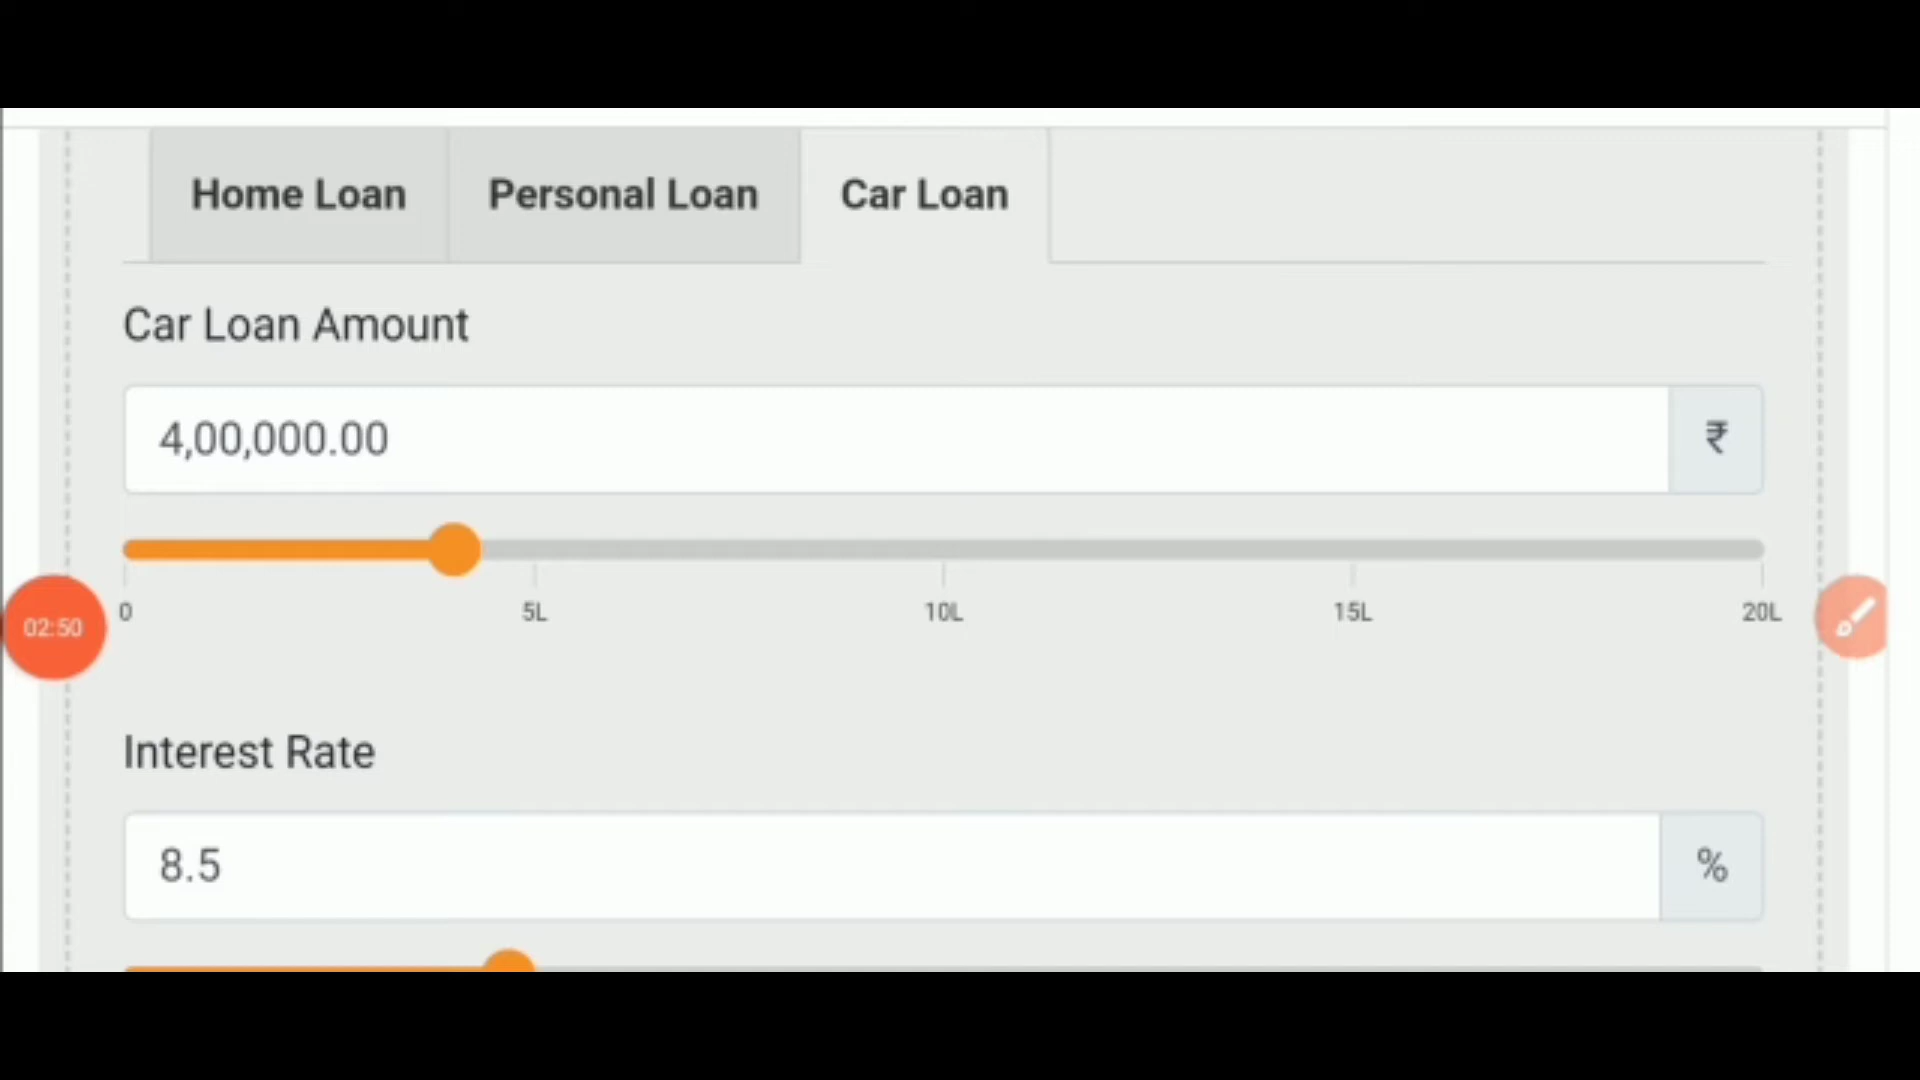 Home Loan Personal Loan Car Loan
Car Loan Amount
4,00,000.00 ₹
0 5L 10L 15L 20L
02:50
Interest Rate
8.5 %